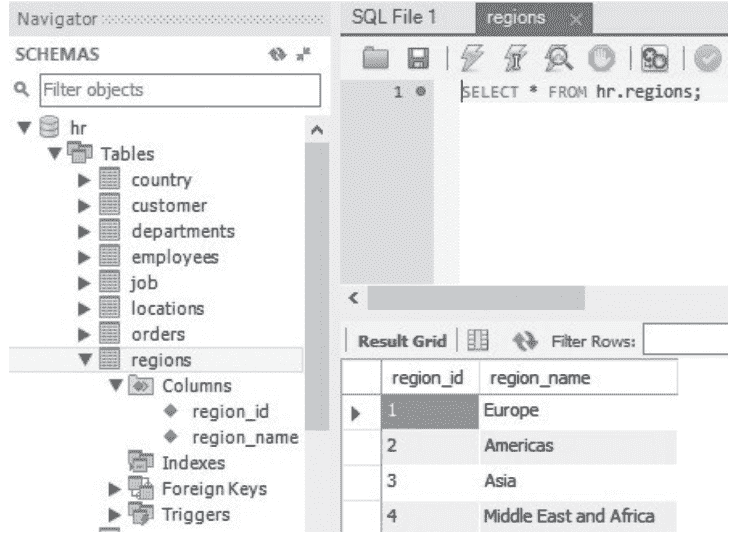 Navigator
SCHEMAS
Filter objects
hr
Tables
country
customer
departments
employees
job
locations
orders
regions
Columns
region_id
region_name
Indexes
Foreign Keys
Triggers
SQL File 1 regions
1 SELECT * FROM hr.regions;
Result Grid Filter Rows:
region_id region_name
1 Europe
2 Americas
3 Asia
4 Middle East and Africa